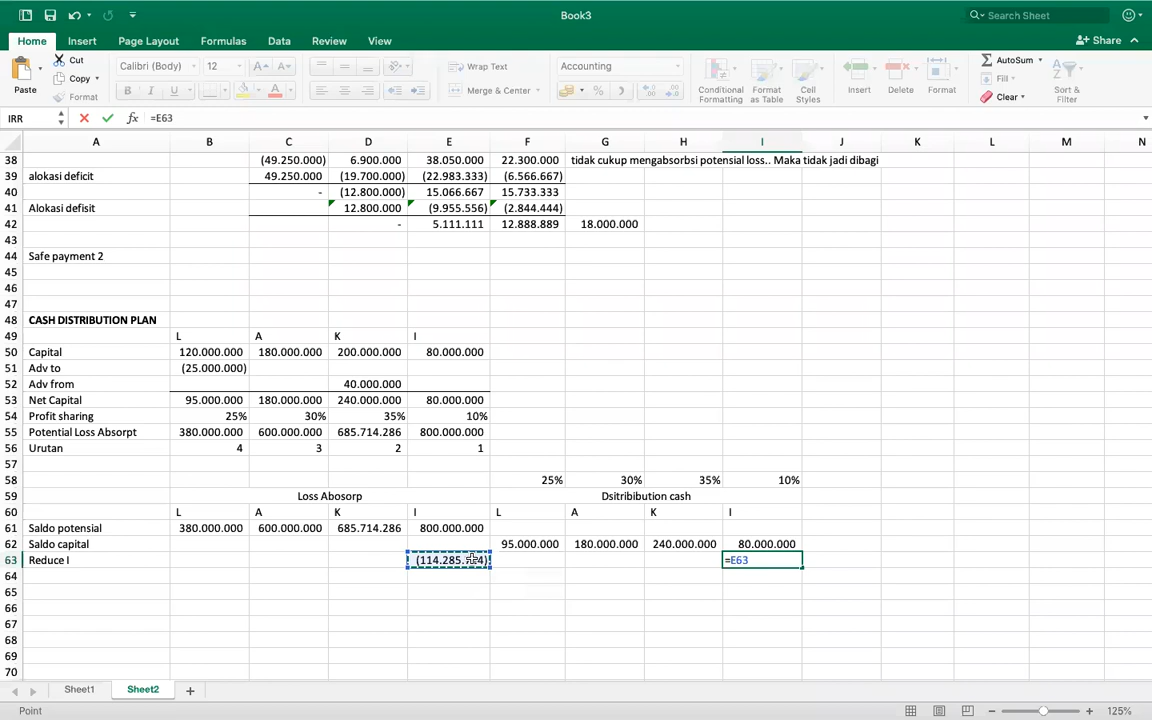 Book3
Search Sheet
Home Insert Page Layout Formulas Data Review View Share
Paste Cut Copy Format Calibri (Body) 12 Wrap Text Merge & Center Accounting Conditional Formatting Format as Table Cell Styles Insert Delete Format AutoSum Fill Clear Sort & Filter
IRR fx =E63
A B C D E F G H I J K L M N
38 (49.250.000) 6.900.000 38.050.000 22.300.000 tidak cukup mengabsorbsi potensial loss.. Maka tidak jadi dibagi
39 alokasi deficit 49.250.000 (19.700.000) (22.983.333) (6.566.667)
40 - (12.800.000) 15.066.667 15.733.333
41 Alokasi defisit 12.800.000 (9.955.556) (2.844.444)
42 - 5.111.111 12.888.889 18.000.000
43
44 Safe payment 2
45
46
47
48 CASH DISTRIBUTION PLAN
49 L A K I
50 Capital 120.000.000 180.000.000 200.000.000 80.000.000
51 Adv to (25.000.000)
52 Adv from 40.000.000
53 Net Capital 95.000.000 180.000.000 240.000.000 80.000.000
54 Profit sharing 25% 30% 35% 10%
55 Potential Loss Absorpt 380.000.000 600.000.000 685.714.286 800.000.000
56 Urutan 4 3 2 1
57
58 25% 30% 35% 10%
59 Loss Abosorp Dsitribibution cash
60 L A K I L A K I
61 Saldo potensial 380.000.000 600.000.000 685.714.286 800.000.000
62 Saldo capital 95.000.000 180.000.000 240.000.000 80.000.000
63 Reduce I =E63
64
65
66
67
68
69
70
Sheet1 Sheet2
Point 125%